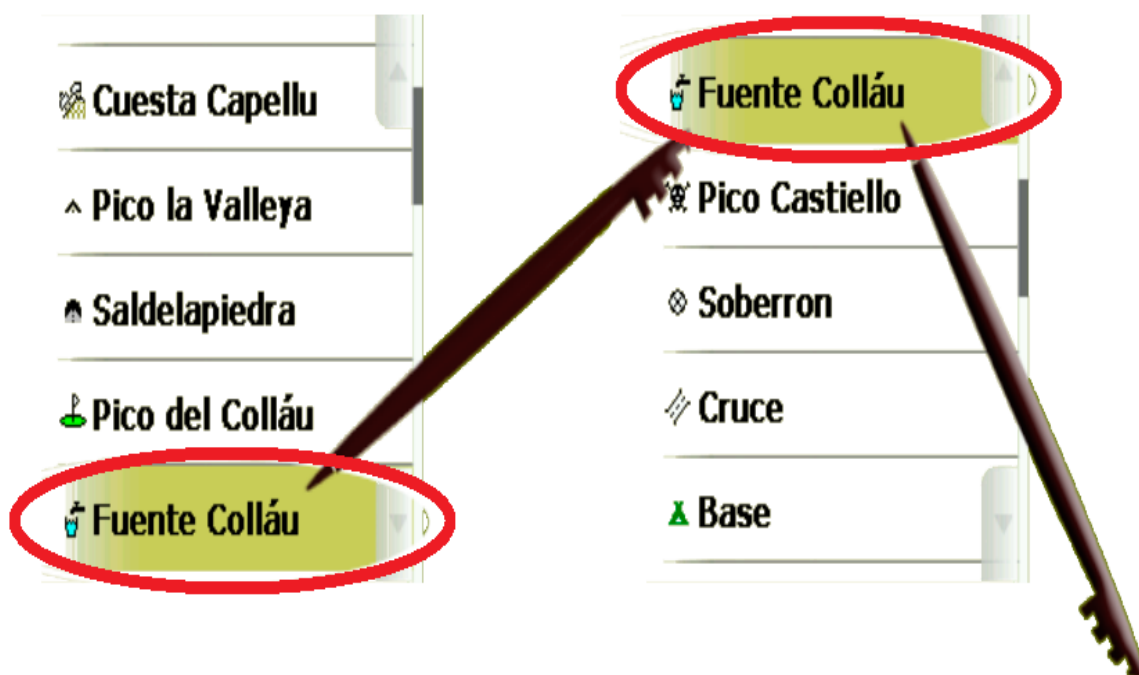 Cuesta Capellu
Pico la Valleya
Saldelapiedra
Pico del Colláu
Fuente Colláu
Fuente Colláu
Pico Castiello
Soberron
Cruce
Base